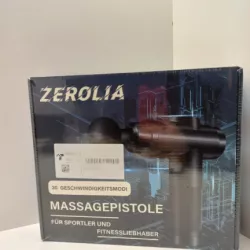 ZEROLIA
30 GESCHWINDIGKEITSMODI
MASSAGEPISTOLE
FÜR SPORTLER UND
FITNESSLIEBHABER